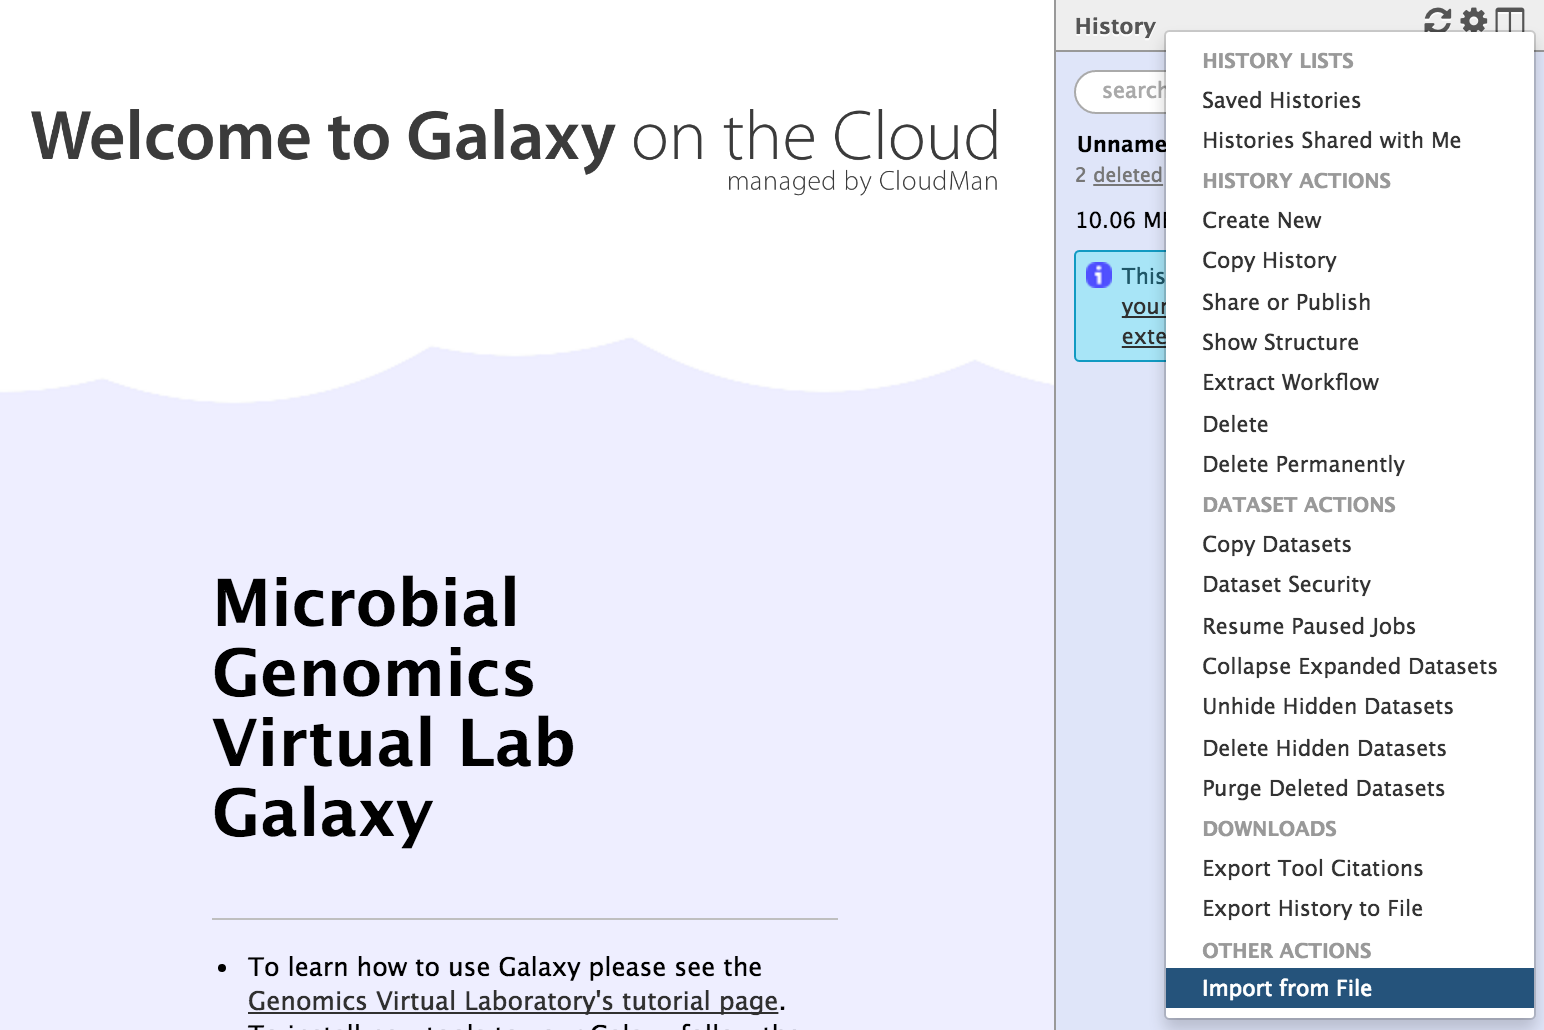 Welcome to Galaxy on the Cloud
managed by CloudMan
Microbial
Genomics
Virtual Lab
Galaxy
• To learn how to use Galaxy please see the
Genomics Virtual Laboratory's tutorial page.
History
search
Unname
2 deleted
10.06 M
This
your
exte
HISTORY LISTS
Saved Histories
Histories Shared with Me
HISTORY ACTIONS
Create New
Copy History
Share or Publish
Show Structure
Extract Workflow
Delete
Delete Permanently
DATASET ACTIONS
Copy Datasets
Dataset Security
Resume Paused Jobs
Collapse Expanded Datasets
Unhide Hidden Datasets
Delete Hidden Datasets
Purge Deleted Datasets
DOWNLOADS
Export Tool Citations
Export History to File
OTHER ACTIONS
Import from File